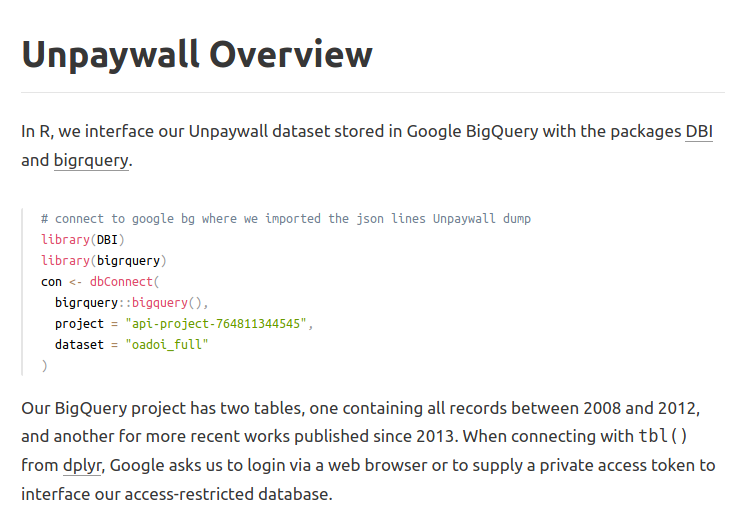 Unpaywall Overview
In R, we interface our Unpaywall dataset stored in Google BigQuery with the packages DBI
and bigrquery.
# connect to google bg where we imported the json lines Unpaywall dump
library(DBI)
library(bigrquery)
con <- dbConnect(
  bigrquery::bigquery(),
  project = "api-project-764811344545",
  dataset = "oadoi_full"
)
Our BigQuery project has two tables, one containing all records between 2008 and 2012,
and another for more recent works published since 2013. When connecting with tbl()
from dplyr, Google asks us to login via a web browser or to supply a private access token to
interface our access-restricted database.